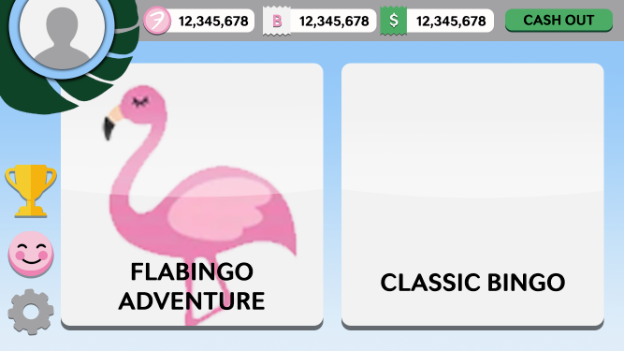 12,345,678
B 12,345,678
$ 12,345,678
CASH OUT
FLABINGO
ADVENTURE
CLASSIC BINGO